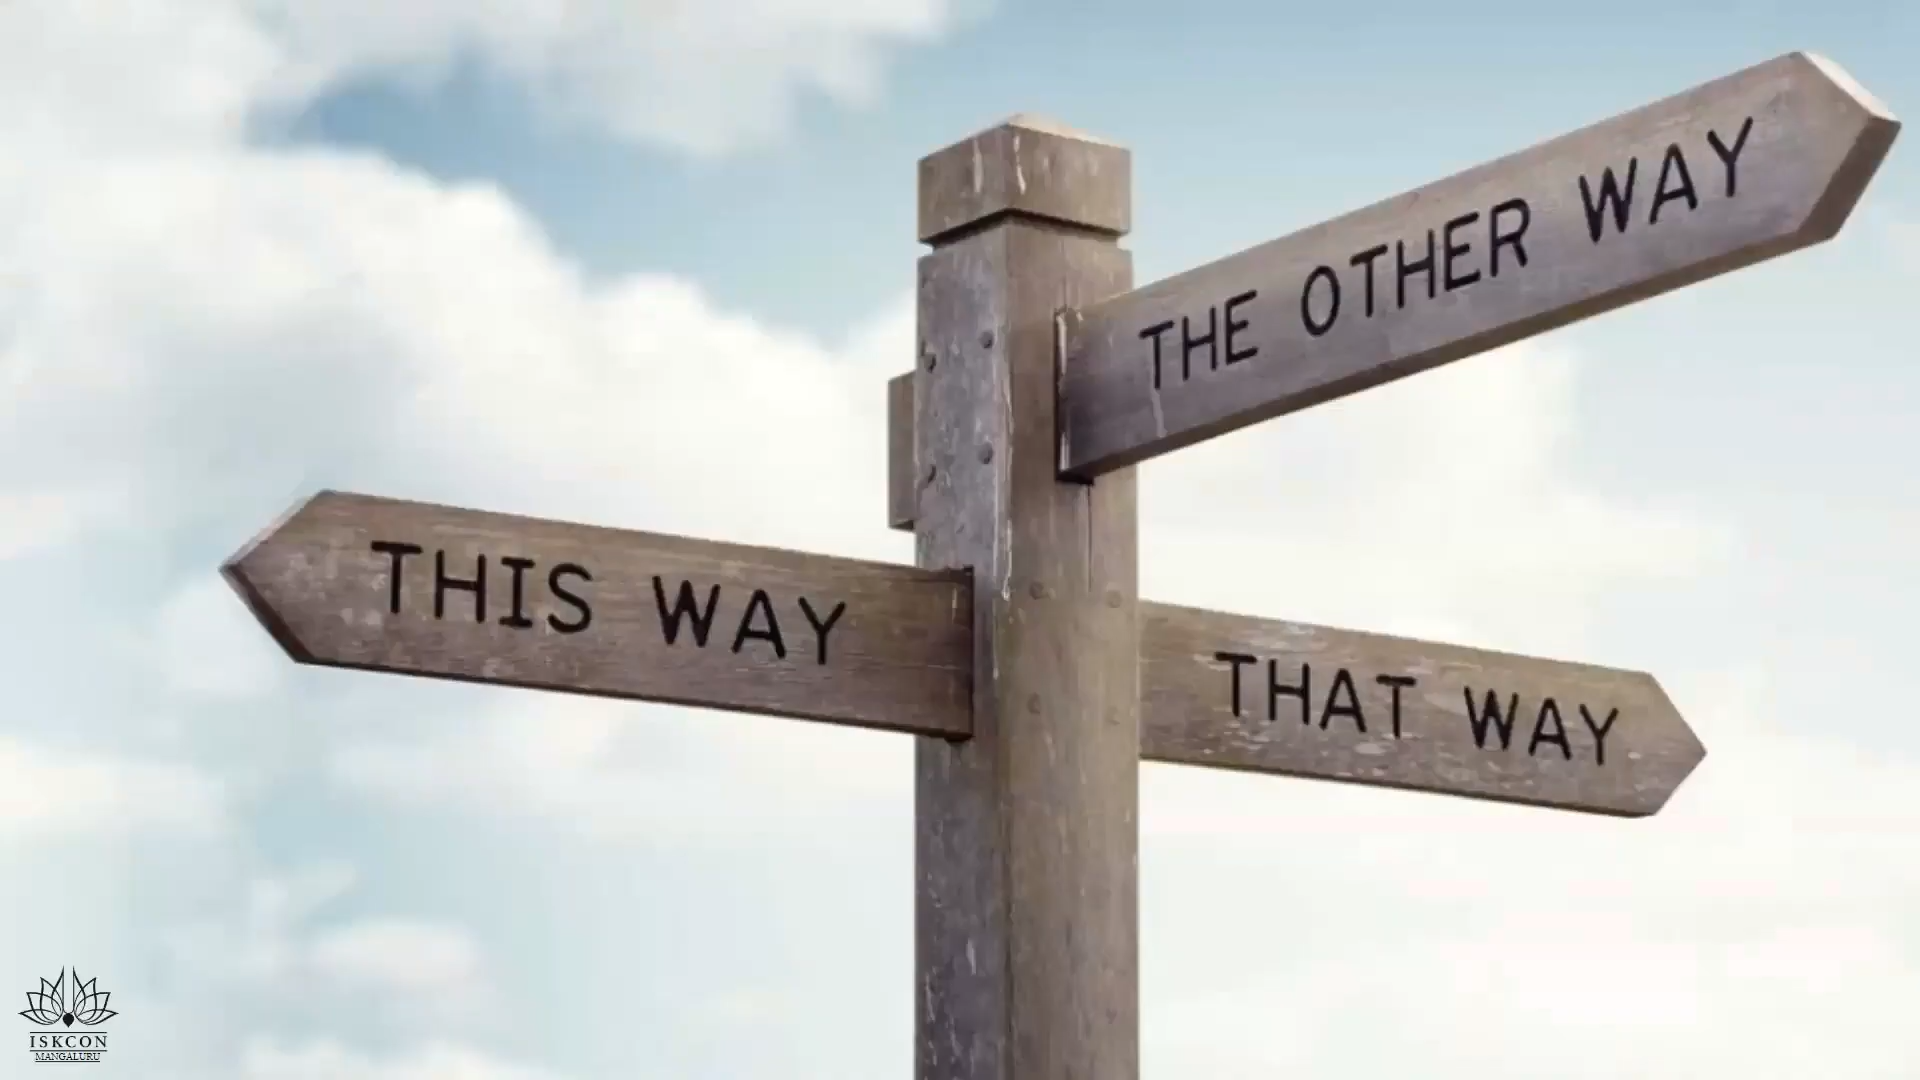 THE OTHER WAY
THIS WAY
THAT WAY
ISKCON
MANGALURU